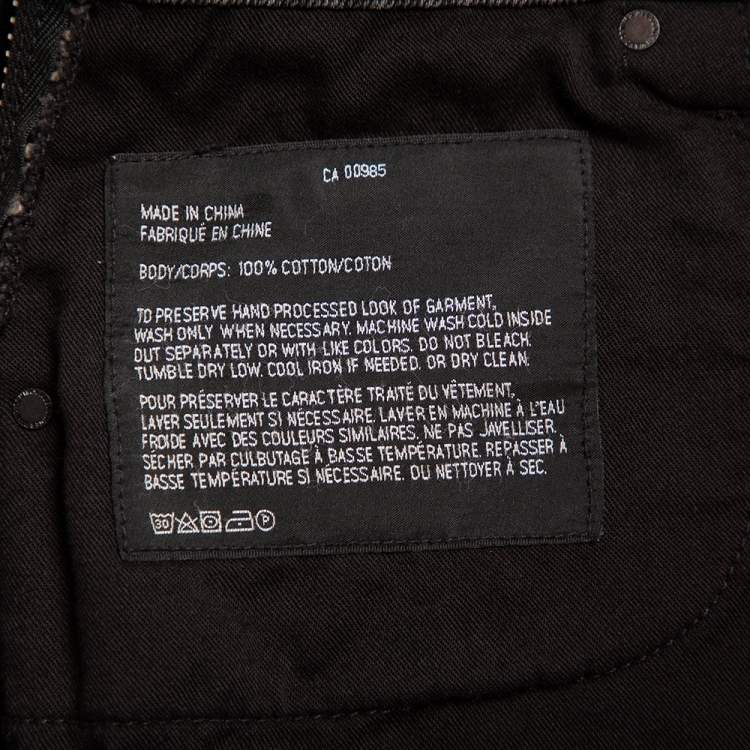 CA 00985
MADE IN CHINA
FABRIQUÉ EN CHINE
BODY/CORPS: 100% COTTON/COTON
TO PRESERVE HAND PROCESSED LOOK OF GARMENT,
WASH ONLY WHEN NECESSARY. MACHINE WASH COLD INSIDE
OUT SEPARATELY OR WITH LIKE COLORS. DO NOT BLEACH.
TUMBLE DRY LOW. COOL IRON IF NEEDED. OR DRY CLEAN.
POUR PRÉSERVER LE CARACTÈRE TRAITÉ DU VÊTEMENT,
LAVER SEULEMENT SI NÉCESSAIRE. LAVER EN MACHINE À L'EAU
FROIDE AVEC DES COULEURS SIMILAIRES. NE PAS JAVELLISER.
SÉCHER PAR CULBUTAGE À BASSE TEMPÉRATURE. REPASSER À
BASSE TEMPÉRATURE SI NÉCESSAIRE. OU NETTOYER À SEC.
30 P